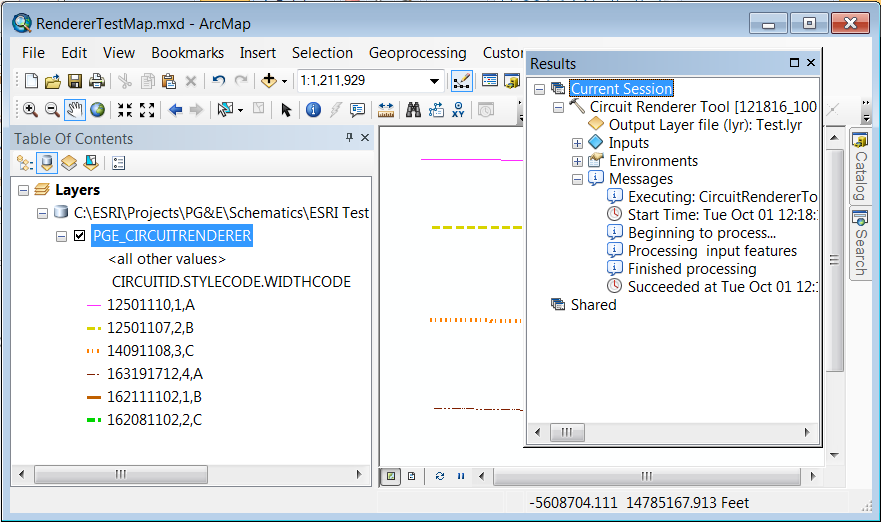 RendererTestMap.mxd - ArcMap
File Edit View Bookmarks Insert Selection Geoprocessing Custor
1:1,211,929
Table Of Contents
Layers
C:\ESRI\Projects\PG&E\Schematics\ESRI Test
PGE_CIRCUITRENDERER
<all other values>
CIRCUITID.STYLECODE.WIDTHCODE
12501110,1,A
12501107,2,B
14091108,3,C
163191712,4,A
162111102,1,B
162081102,2,C
Results
Current Session
Circuit Renderer Tool [121816_100
Output Layer file (lyr): Test.lyr
Inputs
Environments
Messages
Executing: CircuitRendererTo
Start Time: Tue Oct 01 12:18:
Beginning to process...
Processing input features
Finished processing
Succeeded at Tue Oct 01 12:
Shared
Catalog
Search
-5608704.111 14785167.913 Feet